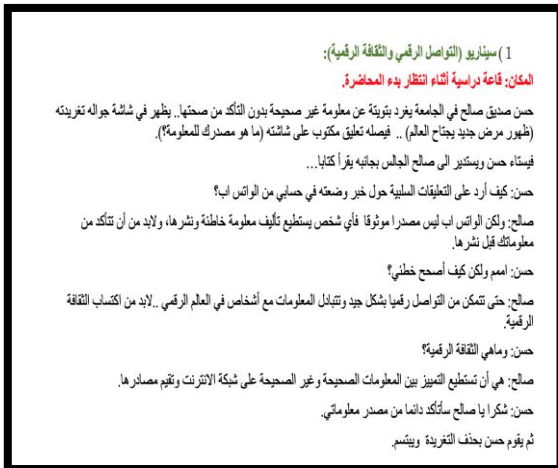 1) سيناريو (التواصل الرقمي والثقافة الرقمية):
المكان: قاعة دراسية أثناء انتظار بدء المحاضرة.
حسن صديق صالح في الجامعة يغرد بتويتة عن معلومة غير صحيحة بدون التأكد من صحتها.. يظهر في شاشة جواله تغريدته
(ظهور مرض جديد يجتاح العالم) .. فيصله تعليق مكتوب على شاشته (ما هو مصدرك للمعلومة؟).
فيستاء حسن ويستدير الى صالح الجالس بجانبه يقرأ كتابا...
حسن: كيف أرد على التعليقات السلبية حول خبر وضعته في حسابي من الواتس اب؟
صالح: ولكن الواتس اب ليس مصدرا موثوقا فأي شخص يستطيع تأليف معلومة خاطئة ونشرها، ولابد من أن تتأكد من
معلوماتك قبل نشرها.
حسن: امم ولكن كيف أصحح خطئي؟
صالح: حتى تتمكن من التواصل رقميا بشكل جيد وتتبادل المعلومات مع أشخاص في العالم الرقمي ..لابد من اكتساب الثقافة
الرقمية.
حسن: وماهي الثقافة الرقمية؟
صالح: هي أن تستطيع التمييز بين المعلومات الصحيحة وغير الصحيحة على شبكة الانترنت وتقيم مصادرها.
حسن: شكرا يا صالح سأتأكد دائما من مصدر معلوماتي.
ثم يقوم حسن بحذف التغريدة ويبتسم.